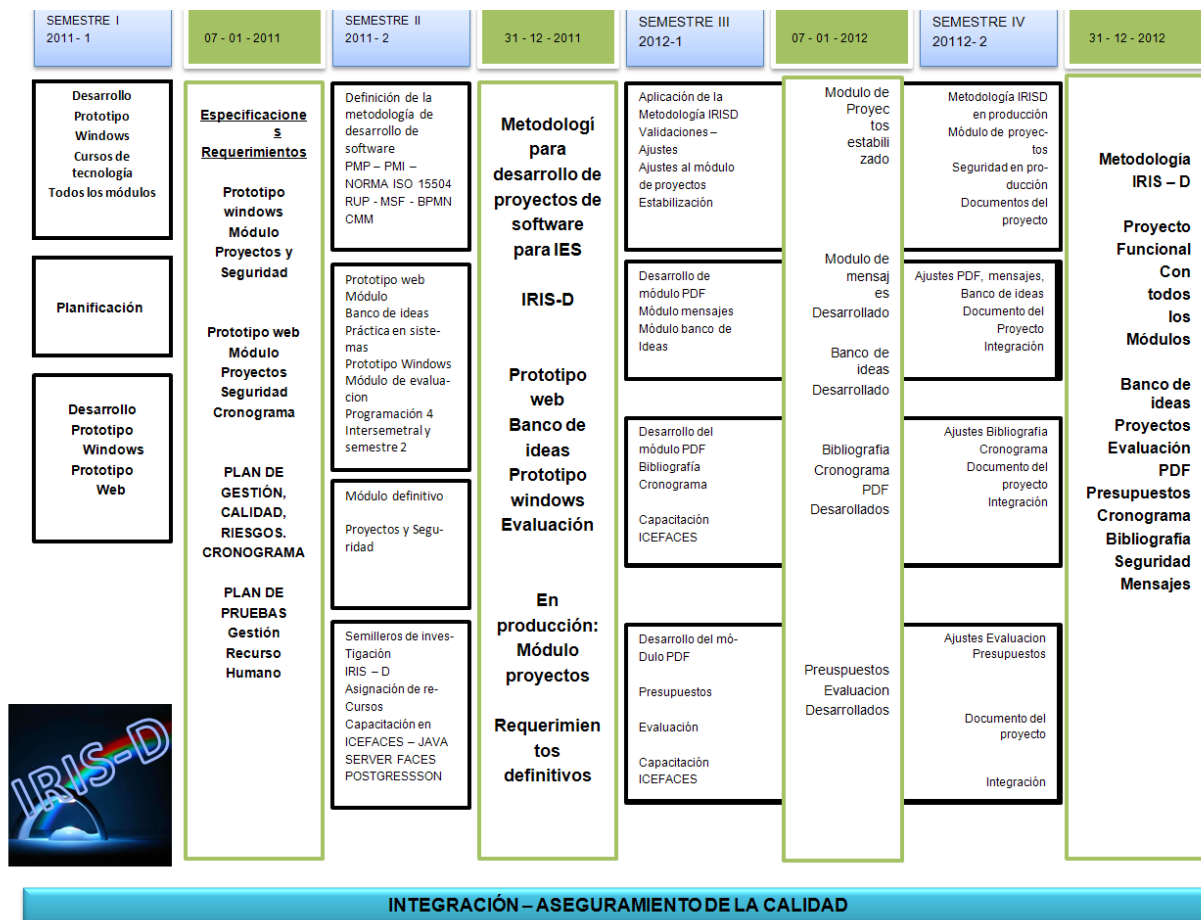 SEMESTRE I
2011- 1
07 - 01 - 2011
SEMESTRE II
2011 - 2
31 - 12 - 2011
SEMESTRE III
2012-1
07 - 01 - 2012
SEMESTRE IV
20112- 2
31 - 12 - 2012
Desarrollo
Prototipo
Windows
Cursos de
tecnología
Todos los módulos
Planificación
Desarrollo
Prototipo
Windows
Prototipo
Web
Especificacione
s
Requerimientos
Prototipo
windows
Módulo
Proyectos y
Seguridad
Prototipo web
Módulo
Proyectos
Seguridad
Cronograma
PLAN DE
GESTIÓN,
CALIDAD,
RIESGOS.
CRONOGRAMA
PLAN DE
PRUEBAS
Gestión
Recurso
Humano
Definición de la
metodología de
desarrollo de
software
PMP – PMI –
NORMA ISO 15504
RUP - MSF - BPMN
CMM
Prototipo web
Módulo
Banco de ideas
Práctica en siste-
mas
Prototipo Windows
Módulo de evalua-
cion
Programación 4
Intersemetral y
semestre 2
Módulo definitivo
Proyectos y Segu-
ridad
Semilleros de inves-
Tigación
IRIS – D
Asignación de re-
Cursos
Capacitación en
ICEFACES – JAVA
SERVER FACES
POSTGRESSSON
Metodologí
para
desarrollo de
proyectos de
software
para IES
IRIS-D
Prototipo
web
Banco de
ideas
Prototipo
windows
Evaluación
En
producción:
Módulo
proyectos
Requerimien
tos
definitivos
Aplicación de la
Metodología IRISD
Validaciones –
Ajustes
Ajustes al módulo
de proyectos
Estabilización
Desarrollo de
módulo PDF
Módulo mensajes
Módulo banco de
Ideas
Desarrollo del
módulo PDF
Bibliografía
Cronograma
Capacitación
ICEFACES
Desarrollo del mó-
Dulo PDF
Presupuestos
Evaluación
Capacitación
ICEFACES
Modulo de
Proyec
tos
estabili
zado
Modulo de
mensaj
es
Desarrollado
Banco de
ideas
Desarrollado
Bibliografia
Cronograma
PDF
Desarollados
Preuspuestos
Evaluacion
Desarrollados
Metodología IRISD
en producción
Módulo de proyec-
tos
Seguridad en pro-
ducción
Documentos del
proyecto
Ajustes PDF, mensajes,
Banco de ideas
Documento del
Proyecto
Integración
Ajustes Bibliografia
Cronograma
Documento del
proyecto
Integración
Ajustes Evaluacion
Presupuestos
Documento del
proyecto
Integración
Metodología
IRIS – D
Proyecto
Funcional
Con
todos
los
Módulos
Banco de
ideas
Proyectos
Evaluación
PDF
Presupuestos
Cronograma
Bibliografia
Seguridad
Mensajes
IRIS-D
INTEGRACIÓN – ASEGURAMIENTO DE LA CALIDAD